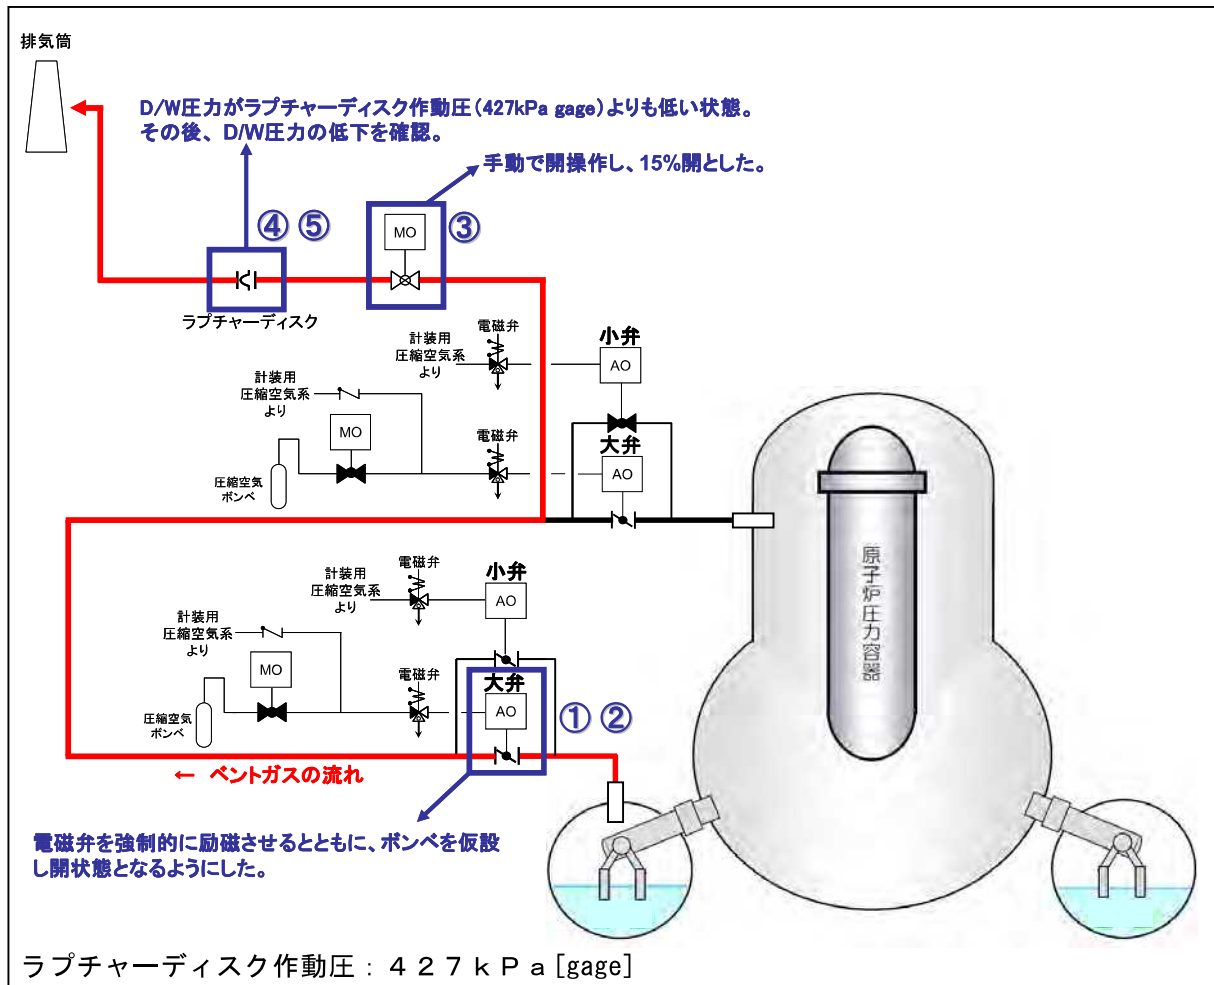 排気筒
D/W圧力がラプチャーディスク作動圧(427kPa gage)よりも低い状態。
その後、D/W圧力の低下を確認。
手動で開操作し、15%開とした。
④ ⑤
MO
③
ラプチャーディスク
計装用
圧縮空気系
より
電磁弁
小弁
AO
計装用
圧縮空気系
より
MO
電磁弁
大弁
AO
圧縮空気
ボンベ
原子炉圧力容器
計装用
圧縮空気系
より
電磁弁
小弁
AO
計装用
圧縮空気系
より
MO
電磁弁
大弁
AO
① ②
圧縮空気
ボンベ
← ベントガスの流れ
電磁弁を強制的に励磁させるとともに、ボンベを仮設
し開状態となるようにした。
ラプチャーディスク作動圧:427kPa[gage]